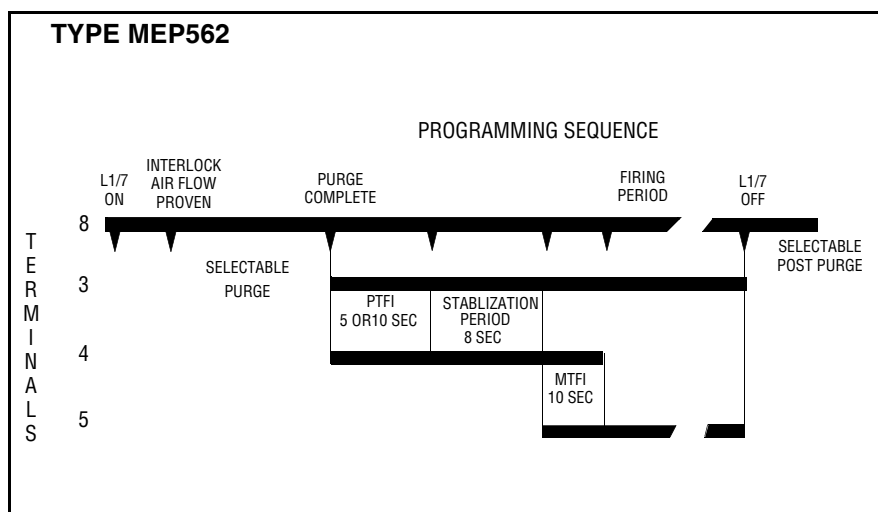 TYPE MEP562
PROGRAMMING SEQUENCE
L1/7
ON
INTERLOCK
AIR FLOW
PROVEN
PURGE
COMPLETE
FIRING
PERIOD
L1/7
OFF
8
SELECTABLE
POST PURGE
TERMINALS
SELECTABLE
PURGE
3
PTFI
5 OR10 SEC
STABLIZATION
PERIOD
8 SEC
4
MTFI
10 SEC
5